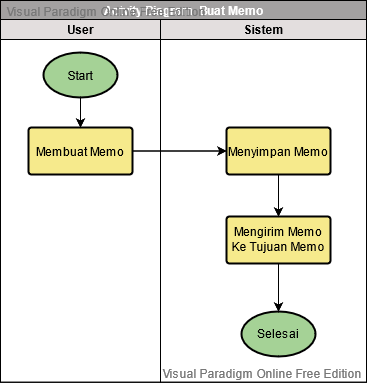 Visual Paradigm Online Free Edition
Activity Diagram Buat Memo
User
Sistem
Start
Membuat Memo
Menyimpan Memo
Mengirim Memo
Ke Tujuan Memo
Selesai
Visual Paradigm Online Free Edition